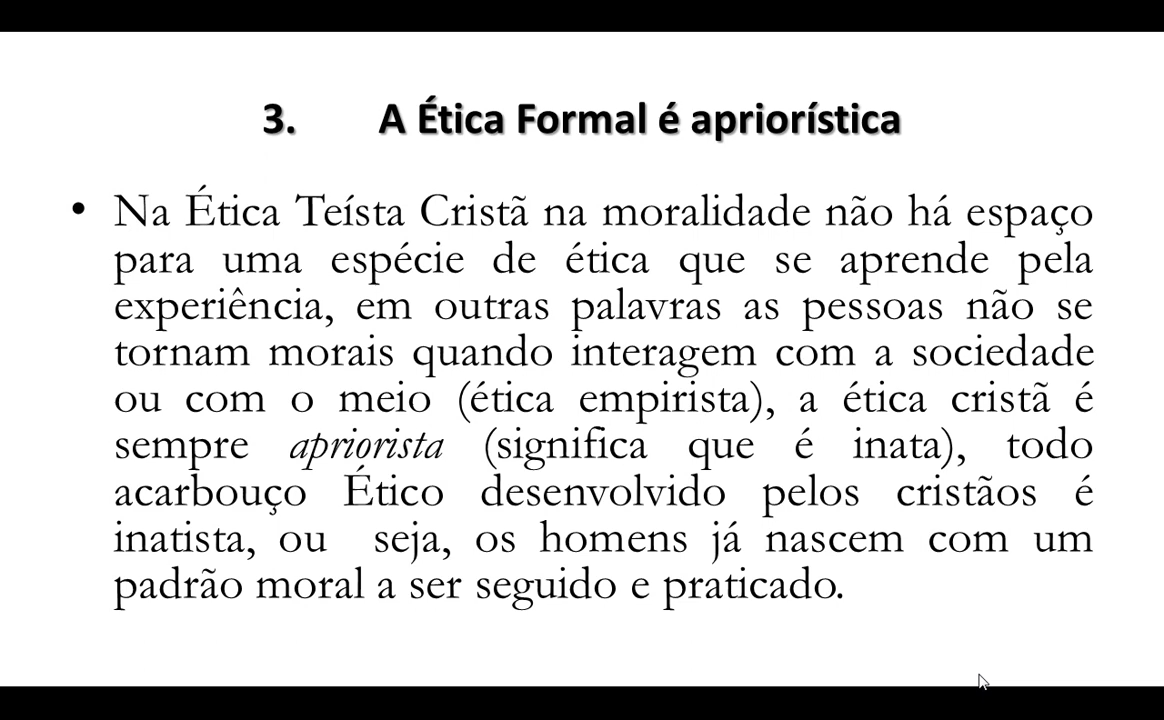 3. A Ética Formal é apriorística
• Na Ética Teísta Cristã na moralidade não há espaço
para uma espécie de ética que se aprende pela
experiência, em outras palavras as pessoas não se
tornam morais quando interagem com a sociedade
ou com o meio (ética empirista), a ética cristã é
sempre apriorista (significa que é inata), todo
acarbouço Ético desenvolvido pelos cristãos é
inatista, ou seja, os homens já nascem com um
padrão moral a ser seguido e praticado.